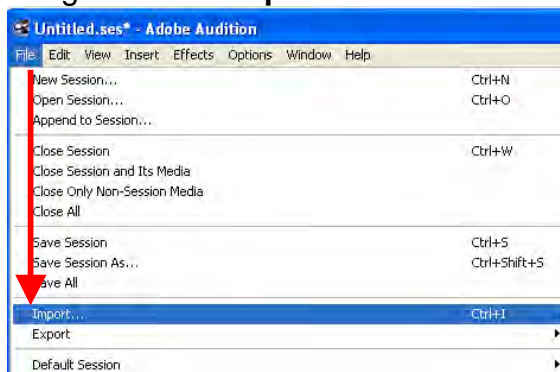 Untitled.ses* - Adobe Audition
File Edit View Insert Effects Options Window Help
New Session... Ctrl+N
Open Session... Ctrl+O
Append to Session...
Close Session Ctrl+W
Close Session and Its Media
Close Only Non-Session Media
Close All
Save Session Ctrl+S
Save Session As... Ctrl+Shift+S
Save All
Import... Ctrl+I
Export
Default Session